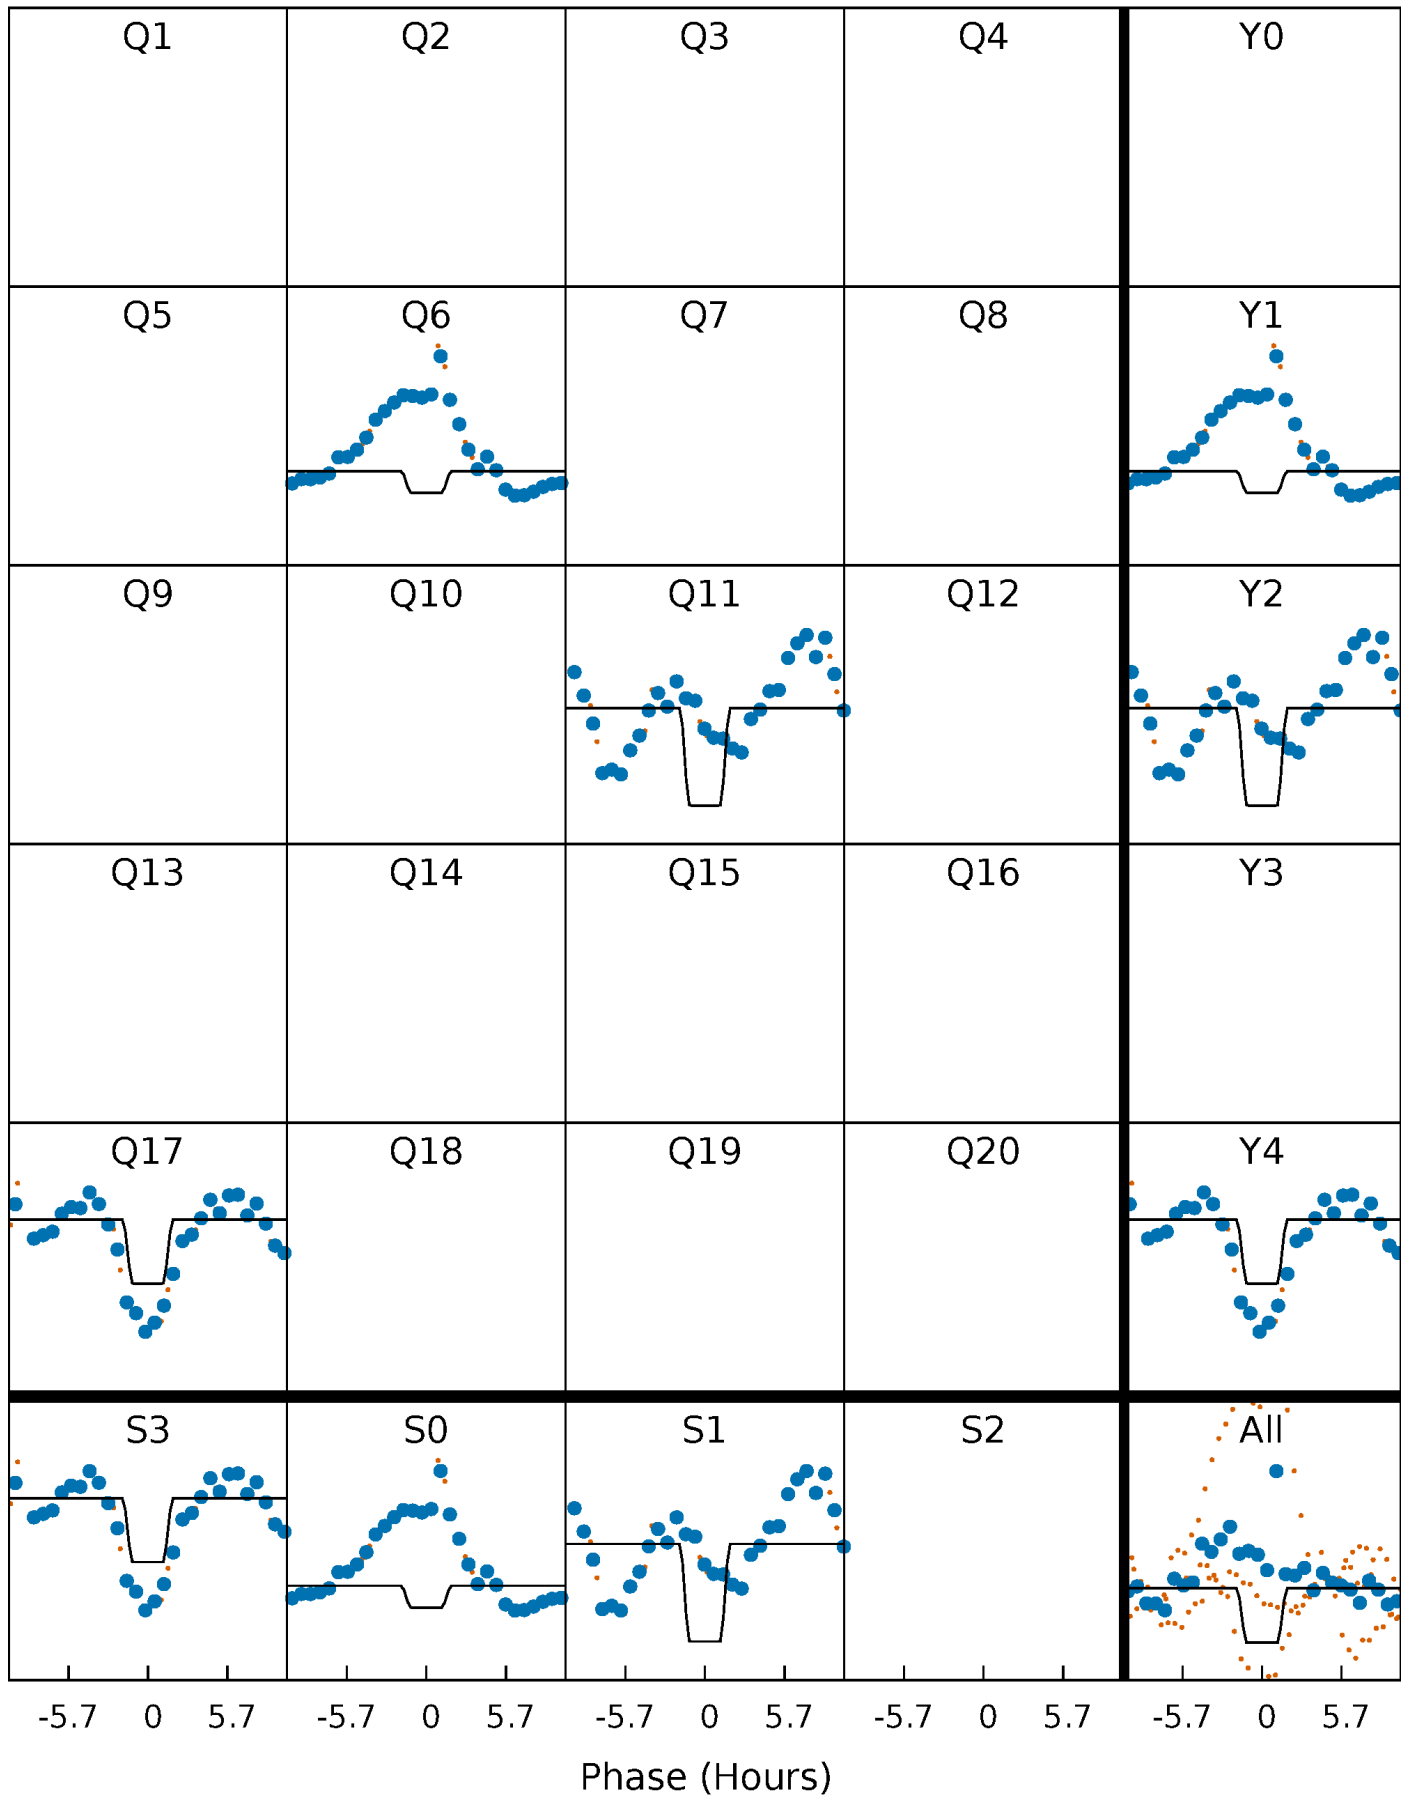 Q1 Q2 Q3 Q4 Y0
Q5 Q6 Q7 Q8 Y1
Q9 Q10 Q11 Q12 Y2
Q13 Q14 Q15 Q16 Y3
Q17 Q18 Q19 Q20 Y4
S3 S0 S1 S2 All
-5.7 0 5.7 -5.7 0 5.7 -5.7 0 5.7 -5.7 0 5.7 -5.7 0 5.7
Phase (Hours)